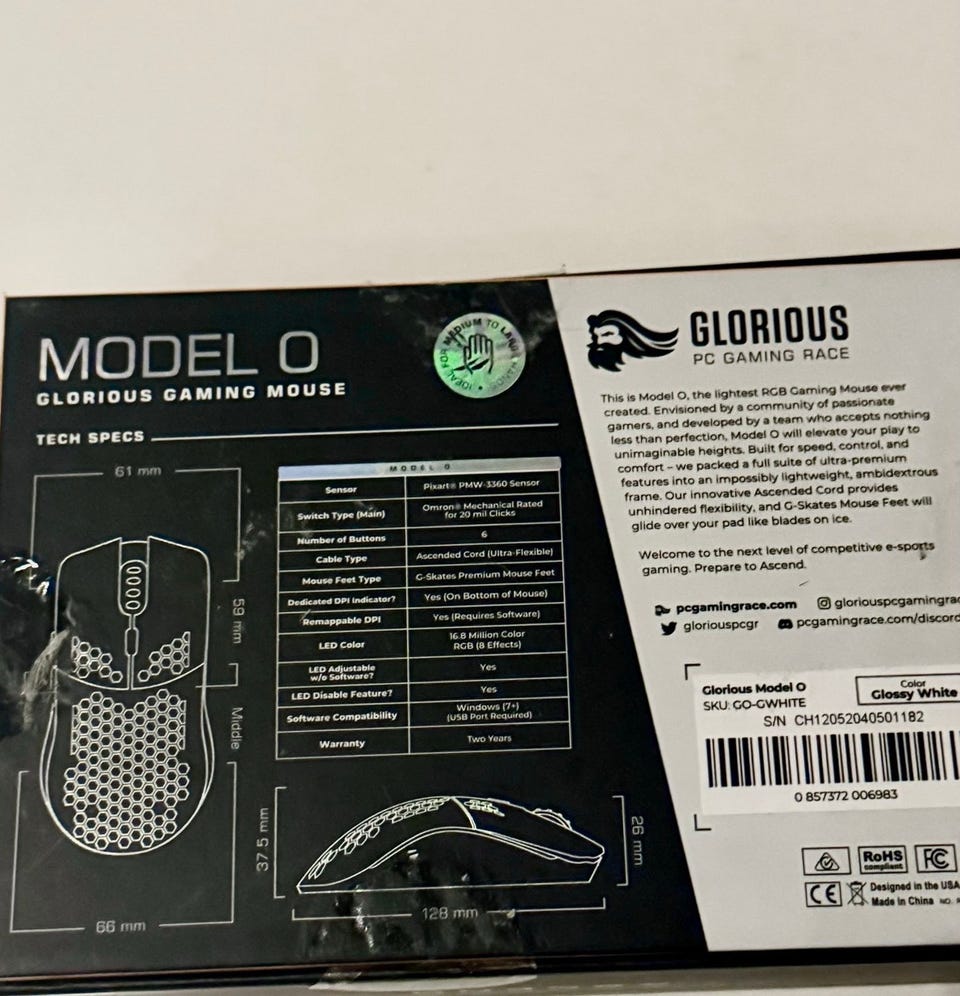 MODEL O
GLORIOUS GAMING MOUSE
IDEAL FOR MEDIUM TO LARGE HANDS
TECH SPECS
61 mm
59 mm
Middle
66 mm
MODEL O
Sensor Pixart® PMW-3360 Sensor
Switch Type (Main) Omron® Mechanical Rated
for 20 mil Clicks
Number of Buttons 6
Cable Type Ascended Cord (Ultra-Flexible)
Mouse Feet Type G-Skates Premium Mouse Feet
Dedicated DPI Indicator? Yes (On Bottom of Mouse)
Remappable DPI Yes (Requires Software)
LED Color 16.8 Million Color
RGB (8 Effects)
LED Adjustable
w/o Software? Yes
LED Disable Feature? Yes
Software Compatibility Windows (7+)
(USB Port Required)
Warranty Two Years
37.5 mm
26 mm
128 mm
GLORIOUS
PC GAMING RACE
This is Model O, the lightest RGB Gaming Mouse ever
created. Envisioned by a community of passionate
gamers, and developed by a team who accepts nothing
less than perfection, Model O will elevate your play to
unimaginable heights. Built for speed, control, and
comfort – we packed a full suite of ultra-premium
features into an impossibly lightweight, ambidextrous
frame. Our innovative Ascended Cord provides
unhindered flexibility, and G-Skates Mouse Feet will
glide over your pad like blades on ice.
Welcome to the next level of competitive e-sports
gaming. Prepare to Ascend.
pcgamingrace.com gloriouspcgamingrac
gloriouspcgr pcgamingrace.com/discord
Glorious Model O
SKU: GO-GWHITE
Color
Glossy White
S/N CH12052040501182
0 857372 006983
RoHS
compliant
FC
CE
Designed in the USA
Made in China NO.